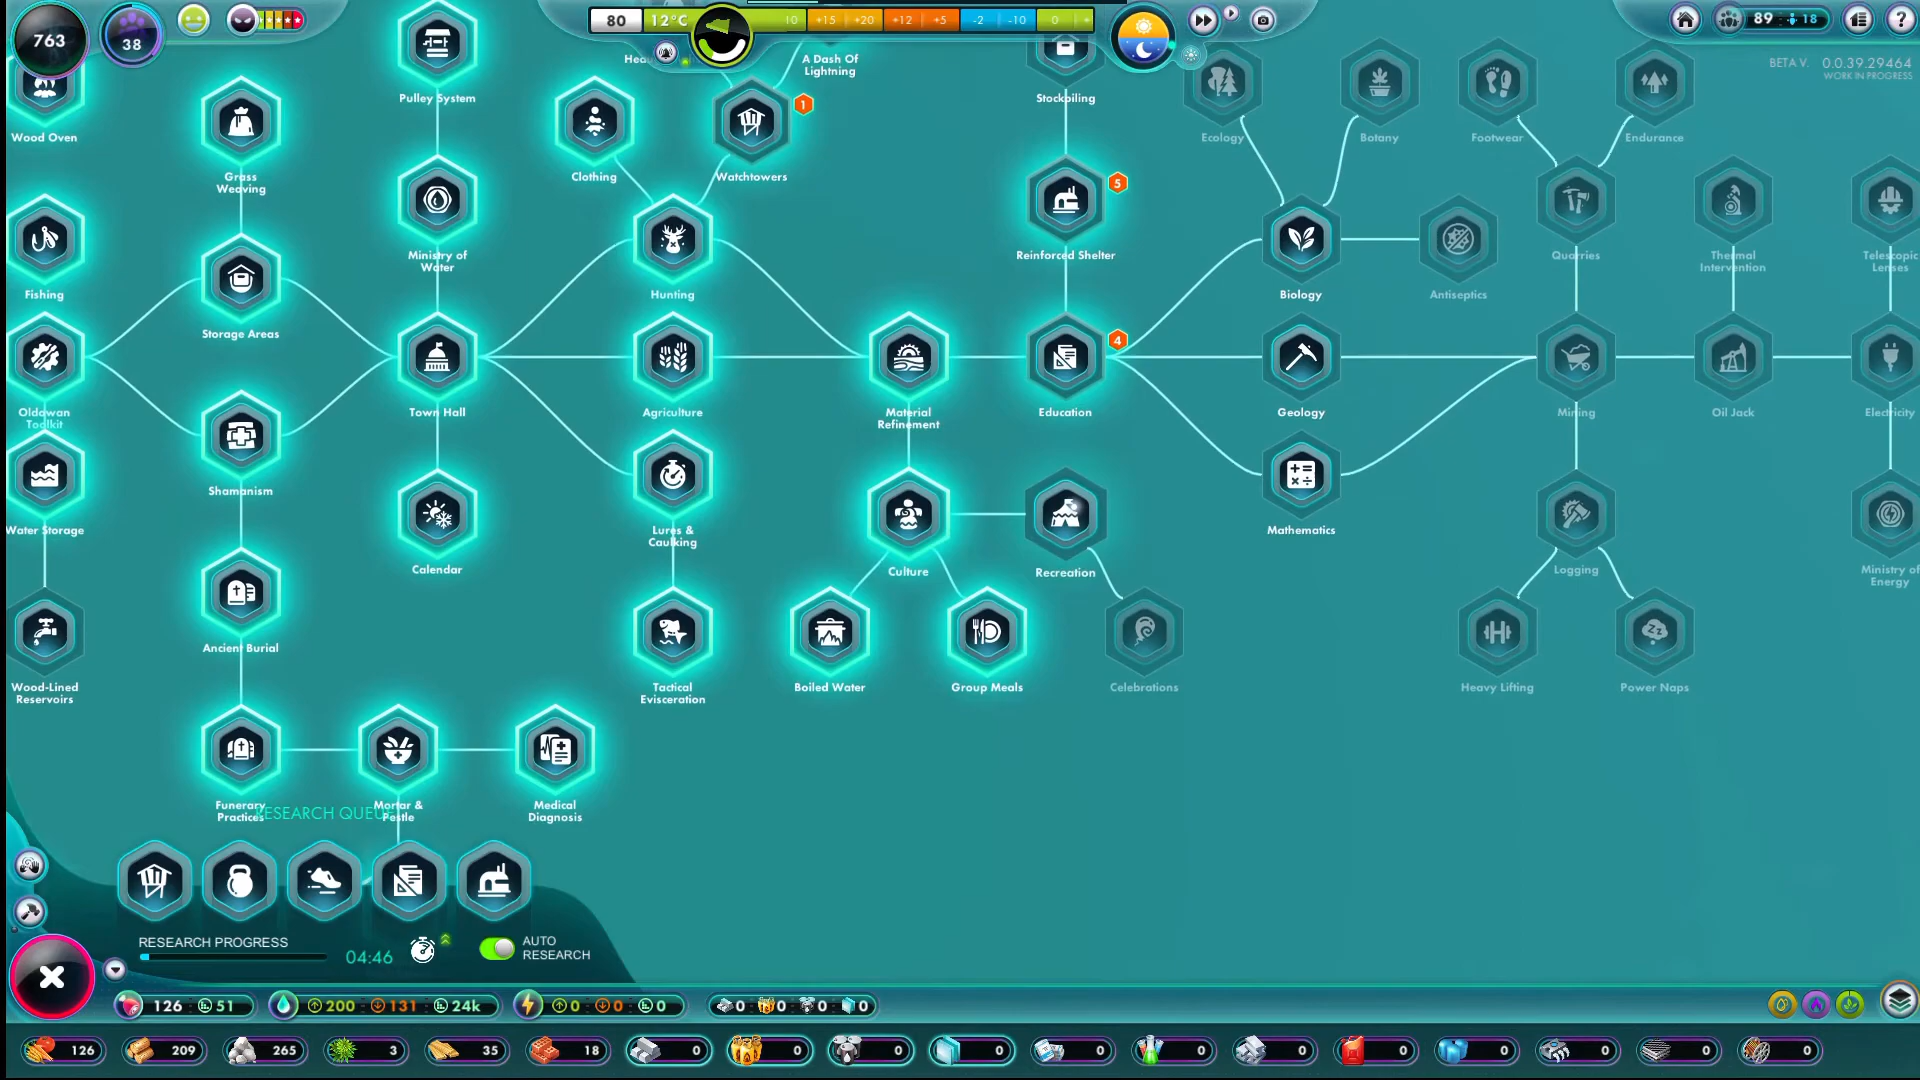 763
38
80
12°C
10
+15
+20
+12
+5
-2
-10
0
89
18
?
BETA V.
0.0.39.29464
WORK IN PROGRESS
A Dash Of
Lightning
Pulley System
Stockpiling
Wood Oven
Ecology
Botany
Footwear
Endurance
1
Grass
Weaving
Clothing
Watchtowers
5
Ministry of
Water
Reinforced Shelter
Quarries
Thermal
Intervention
Telescopic
Lenses
Fishing
Hunting
Biology
Antiseptics
Storage Areas
4
Oldowan
Toolkit
Town Hall
Agriculture
Material
Refinement
Education
Geology
Mining
Oil Jack
Electricity
Shamanism
Water Storage
Lures &
Caulking
Mathematics
Calendar
Culture
Recreation
Logging
Ministry of
Energy
Ancient Burial
Wood-Lined
Reservoirs
Tactical
Evisceration
Boiled Water
Group Meals
Celebrations
Heavy Lifting
Zz
Power Naps
Funerary
Practices
Mortar &
Pestle
Medical
Diagnosis
RESEARCH QUEUE
RESEARCH PROGRESS
04:46
AUTO
RESEARCH
126
51
200
131
24k
0
0
0
0
0
0
0
126
209
265
3
35
18
0
0
0
0
0
0
0
0
0
0
0
0